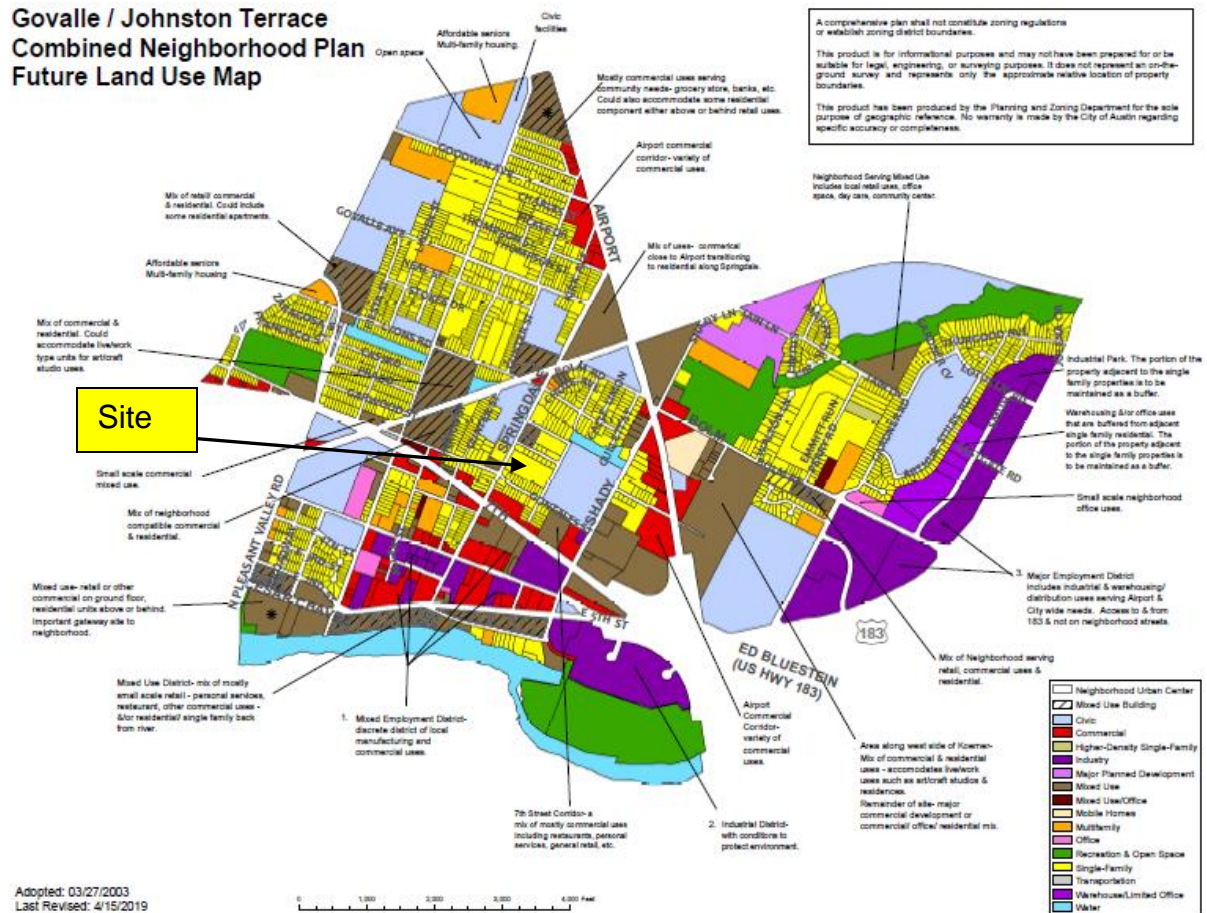 Govalle / Johnston Terrace
Combined Neighborhood Plan
Future Land Use Map
A comprehensive plan shall not constitute zoning regulations
or establish zoning district boundaries.
This product is for informational purposes and may not have been prepared for or be
suitable for legal, engineering, or surveying purposes. It does not represent an on-the-
ground survey and represents only the approximate relative location of property
boundaries.
This product has been produced by the Planning and Zoning Department for the sole
purpose of geographic reference. No warranty is made by the City of Austin regarding
specific accuracy or completeness.
Civic
facilities
Affordable seniors
Multi-family housing.
Open space
Mostly commercial uses serving
community needs- grocery store, banks, etc.
Could also accommodate some residential
component either above or behind retail uses.
Airport commercial
corridor- variety of
commercial uses.
Neighborhood Serving Mixed Use
includes local retail uses, office
space, day care, community center.
Mix of retail/ commercial
& residential. Could include
some residential apartments.
Mix of uses- commerical
close to Airport transitioning
to residential along Springdale.
Affordable seniors
Multi-family housing
Mix of commercial &
residential. Could
accommodate live/work
type units for art/craft
studio uses.
Site
Small scale commercial
mixed use.
Mix of neighborhood
compatible commercial
& residential.
Mixed use- retail or other
commercial on ground floor,
residential units above or behind.
Important gateway site to
neighborhood.
Mixed Use District- mix of mostly
small scale retail - personal services,
restaurant, other commercial uses -
&/or residential/ single family back
from river.
1. Mixed Employment District-
discrete district of local
manufacturing and
commercial uses.
7th Street Corridor- a
mix of mostly commercial uses
including restaurants, personal
services, general retail, etc.
2. Industrial District-
with conditions to
protect environment.
Airport
Commercial
Corridor-
variety of
commercial
uses.
Area along west side of Koerner-
Mix of commercial & residential
uses - accomodates live/work
uses such as art/craft studios &
residences.
Remainder of site- major
commercial development or
commercial/ office/ residential mix.
Mix of Neighborhood serving
retail, commercial uses &
residential.
3. Major Employment District
includes industrial & warehousing/
distribution uses serving Airport &
City wide needs. Access to & from
183 & not on neighborhood streets.
Small scale neighborhood
office uses.
Warehousing &/or office uses
that are buffered from adjacent
single family residential. The
portion of the property adjacent
to the single family properties is
to be maintained as a buffer.
Industrial Park. The portion of the
property adjacent to the single
family properties is to be
maintained as a buffer.
GOODWIN AVE
GOVALLE AVE
AIRPORT
SPRINGDALE
SHADY
BOLM
N PLEASANT VALLEY RD
E 5TH ST
ED BLUESTEIN
(US HWY 183)
183
Neighborhood Urban Center
Mixed Use Building
Civic
Commercial
Higher-Density Single-Family
Industry
Major Planned Development
Mixed Use
Mixed Use/Office
Mobile Homes
Multifamily
Office
Recreation & Open Space
Single-Family
Transportation
Warehouse/Limited Office
Water
Adopted: 03/27/2003
Last Revised: 4/15/2019
0 1,000 2,000 3,000 4,000 Feet